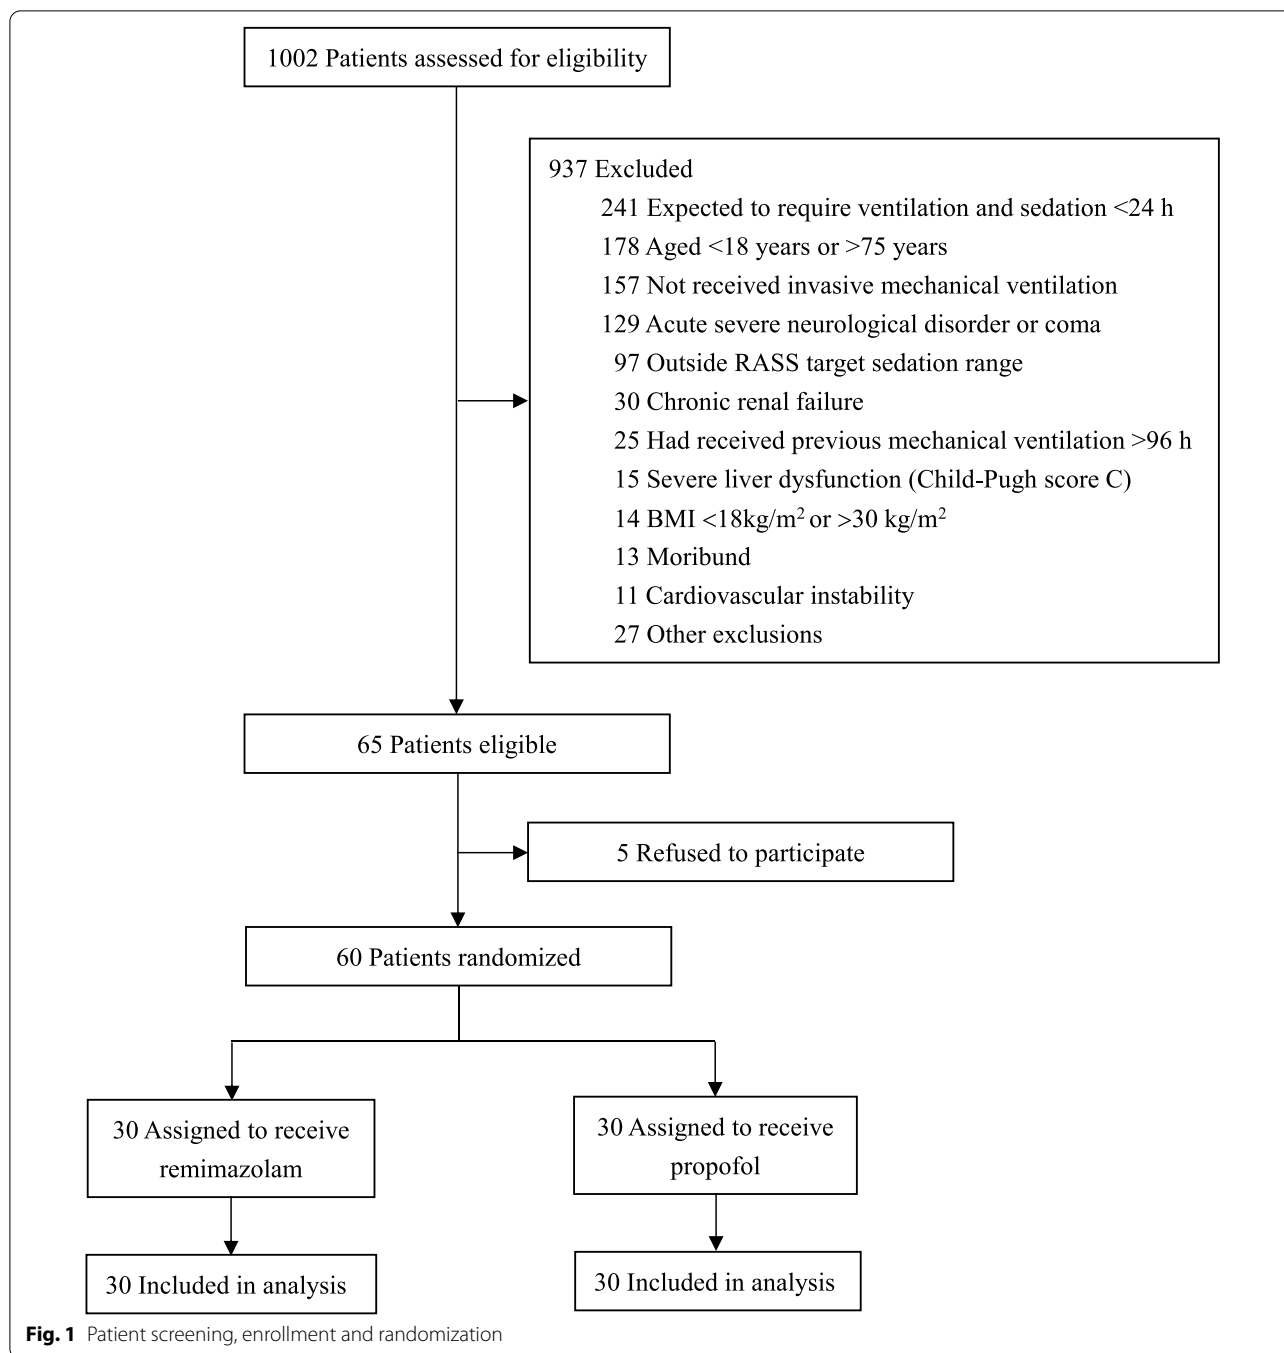 1002 Patients assessed for eligibility
937 Excluded
241 Expected to require ventilation and sedation <24 h
178 Aged <18 years or >75 years
157 Not received invasive mechanical ventilation
129 Acute severe neurological disorder or coma
97 Outside RASS target sedation range
30 Chronic renal failure
25 Had received previous mechanical ventilation >96 h
15 Severe liver dysfunction (Child-Pugh score C)
14 BMI <18kg/m² or >30 kg/m²
13 Moribund
11 Cardiovascular instability
27 Other exclusions
65 Patients eligible
5 Refused to participate
60 Patients randomized
30 Assigned to receive
remimazolam
30 Assigned to receive
propofol
30 Included in analysis
30 Included in analysis
Fig. 1 Patient screening, enrollment and randomization